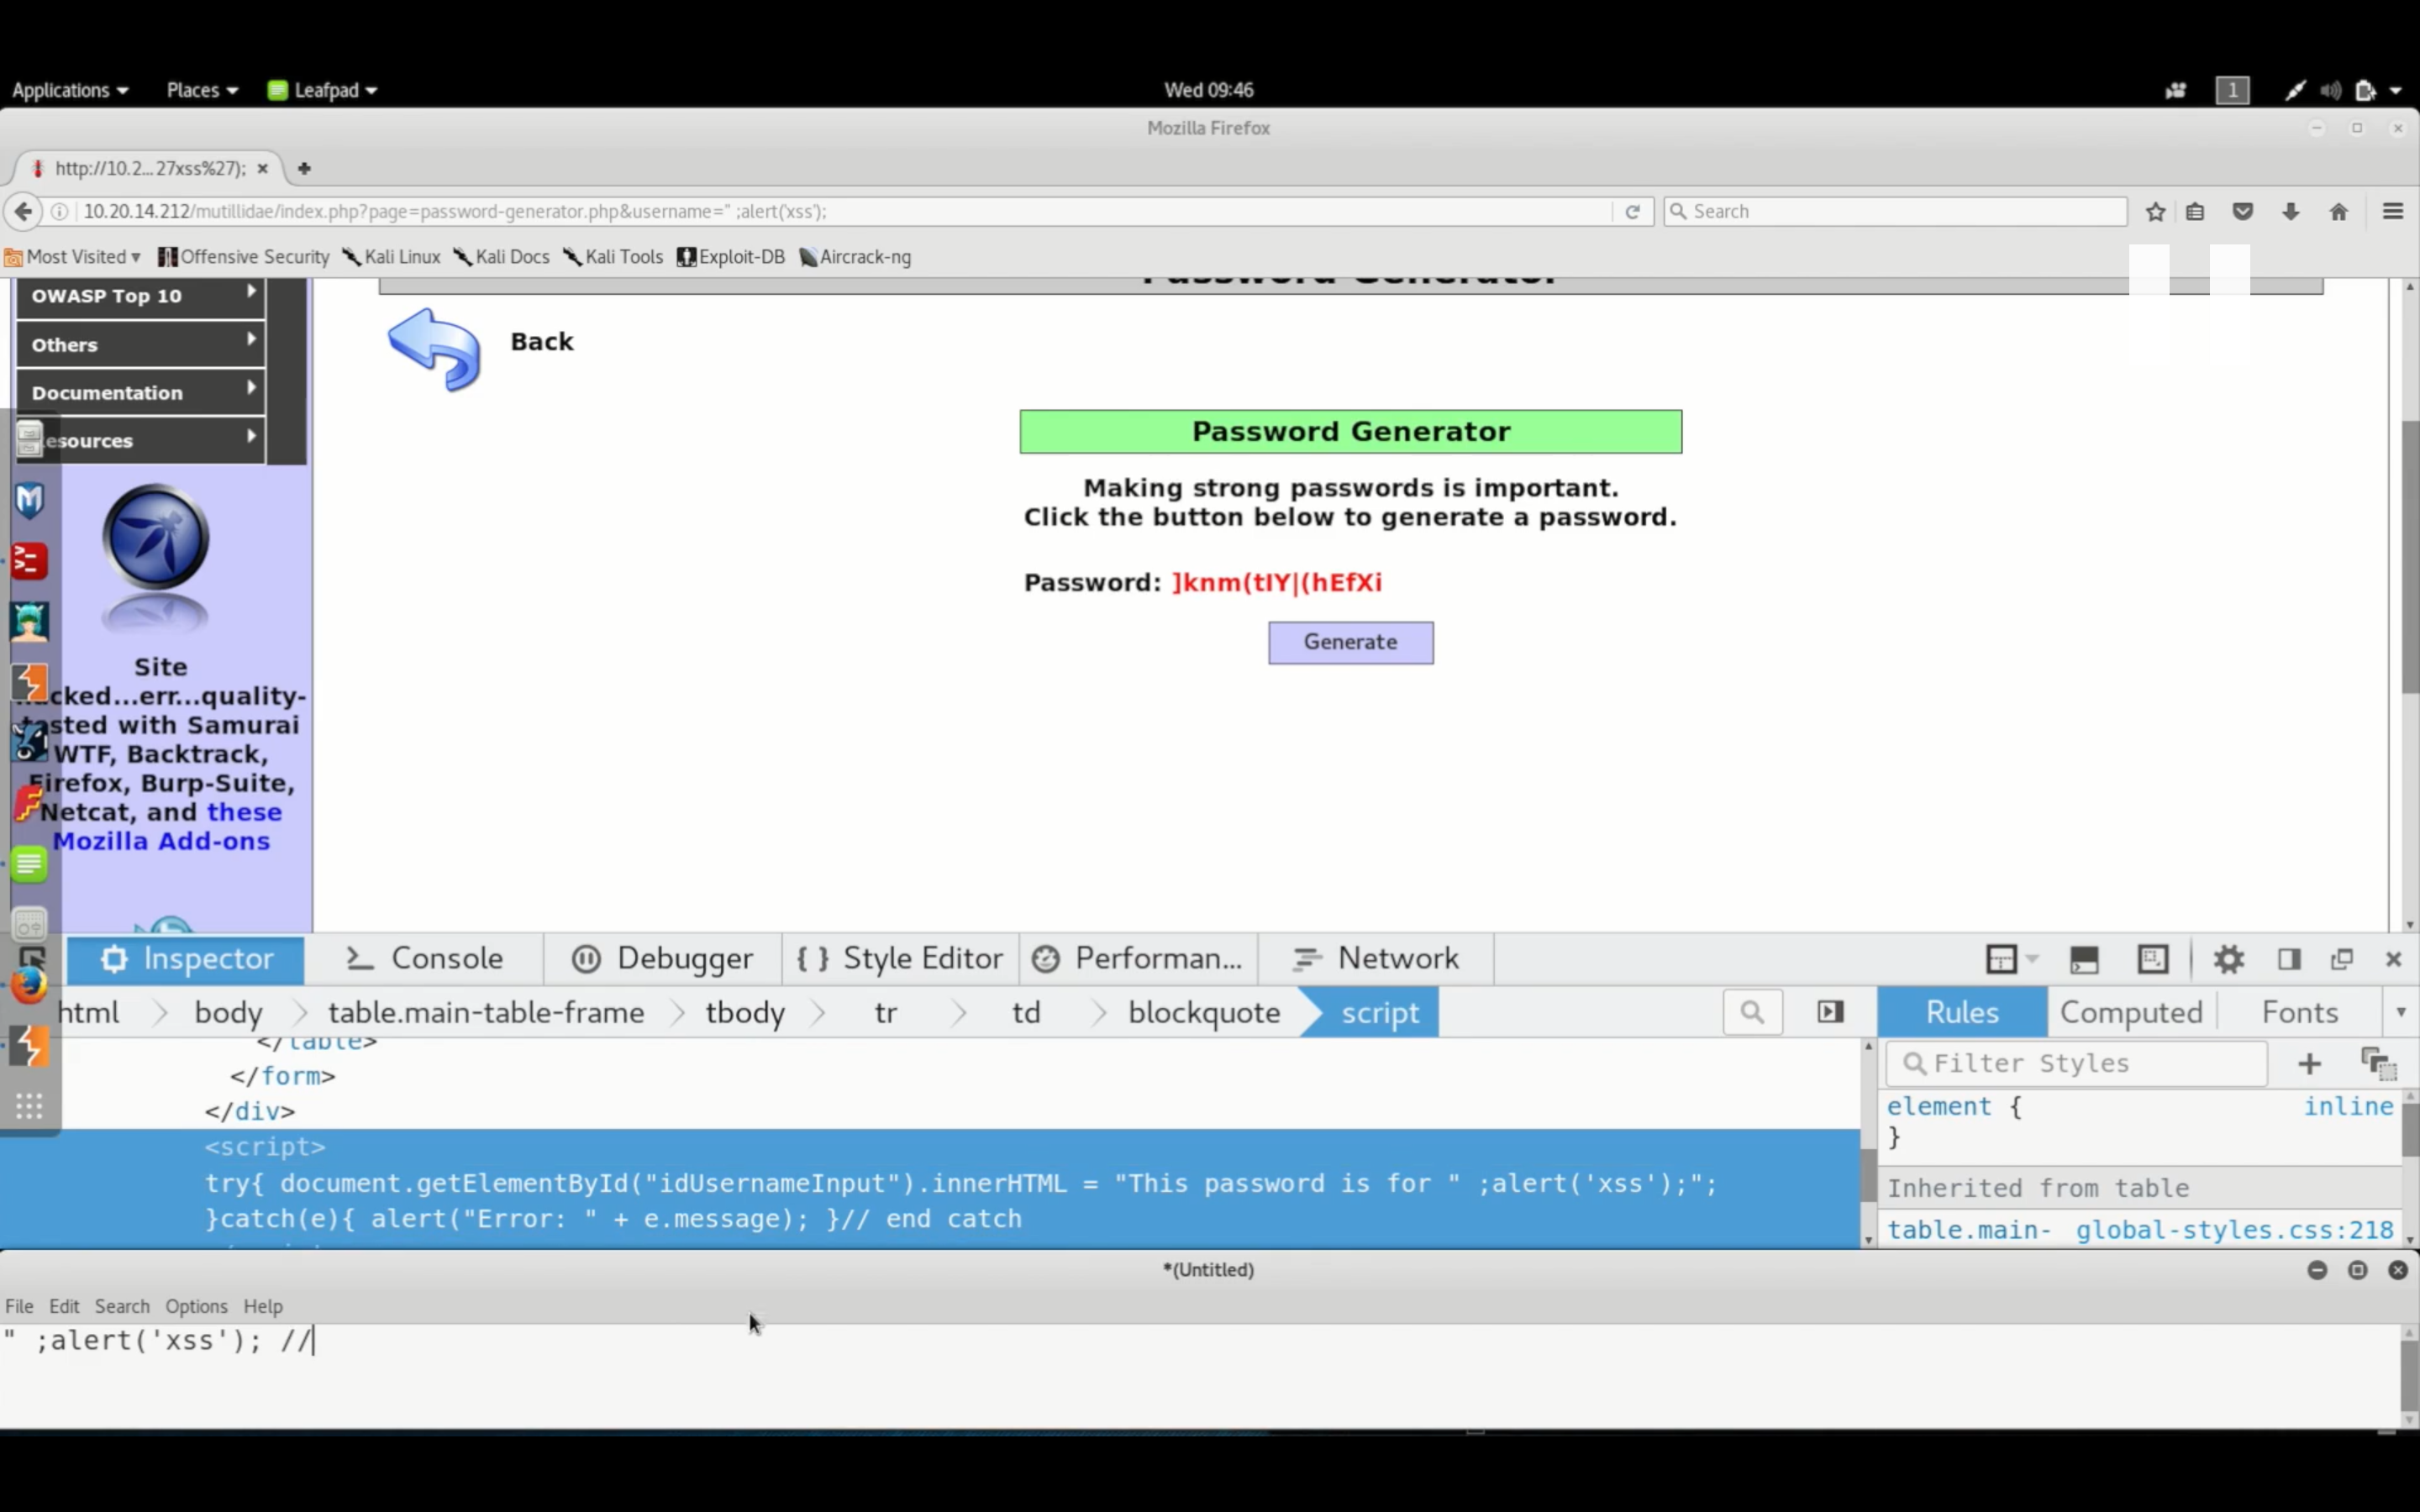 Applications Places Leafpad Wed 09:46 1
Mozilla Firefox
http://10.2...27xss%27);
10.20.14.212/mutillidae/index.php?page=password-generator.php&username=" ;alert('xss');
Search
Most Visited Offensive Security Kali Linux Kali Docs Kali Tools Exploit-DB Aircrack-ng
Password Generator
OWASP Top 10
Others
Documentation
esources
Back
Password Generator
Making strong passwords is important.
Click the button below to generate a password.
Password: ]knm(tIY|(hEfXi
Generate
Site
cked...err...quality-
sted with Samurai
WTF, Backtrack,
Firefox, Burp-Suite,
Netcat, and these
Mozilla Add-ons
Inspector Console Debugger { } Style Editor Performan... Network
html body table.main-table-frame tbody tr td blockquote script
Rules Computed Fonts
</table>
</form>
</div>
<script>
try{ document.getElementById("idUsernameInput").innerHTML = "This password is for " ;alert('xss');";
}catch(e){ alert("Error: " + e.message); }// end catch
Filter Styles
element { inline
}
Inherited from table
table.main- global-styles.css:218
*(Untitled)
File Edit Search Options Help
" ;alert('xss'); //